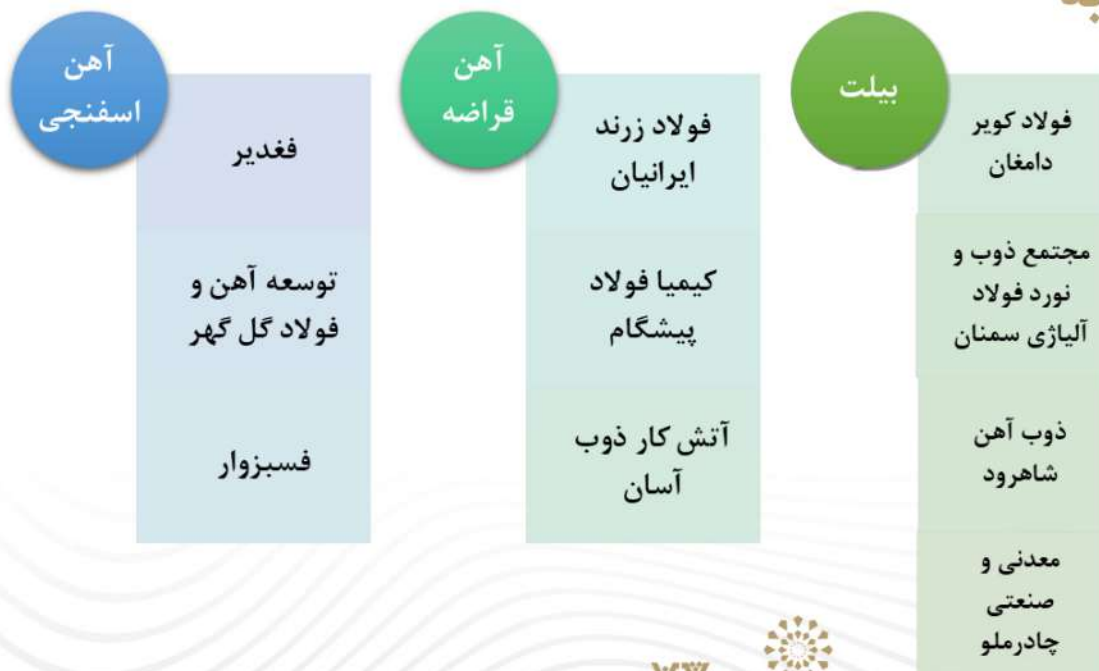 بیلت
فولاد کویر
دامغان
مجتمع ذوب و
نورد فولاد
آلیاژی سمنان
ذوب آهن
شاهرود
معدنی و
صنعتی
چادرملو
آهن
قراضه
فولاد زرند
ایرانیان
کیمیا فولاد
پیشگام
آتش کار ذوب
آسان
آهن
اسفنجی
فغدیر
توسعه آهن و
فولاد گل گهر
فسبزوار